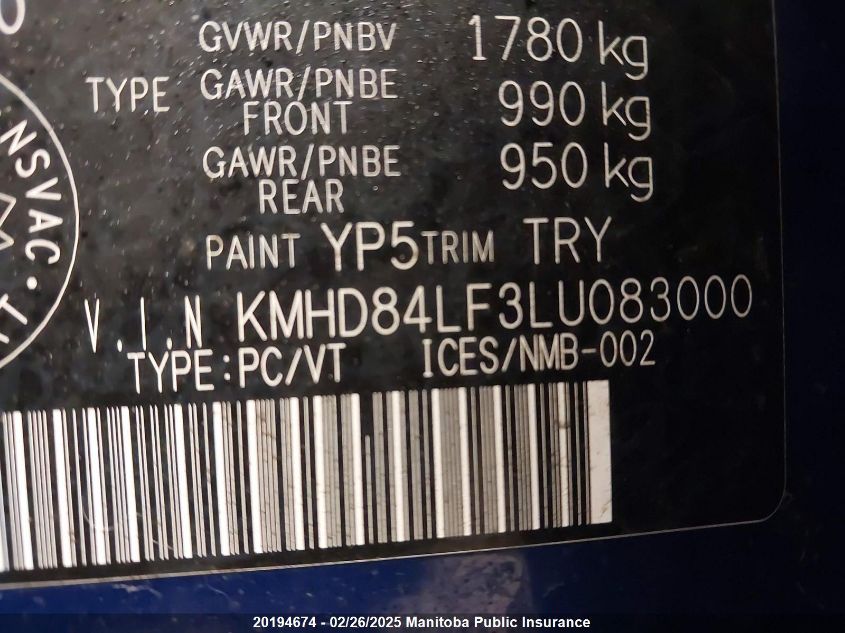 GVWR/PNBV 1780 kg
TYPE GAWR/PNBE FRONT 990 kg
GAWR/PNBE REAR 950 kg
PAINT YP5 TRIM TRY
V.I.N KMHD84LF3LU083000
TYPE:PC/VT ICES/NMB-002
NSVAC
20194674 - 02/26/2025 Manitoba Public Insurance